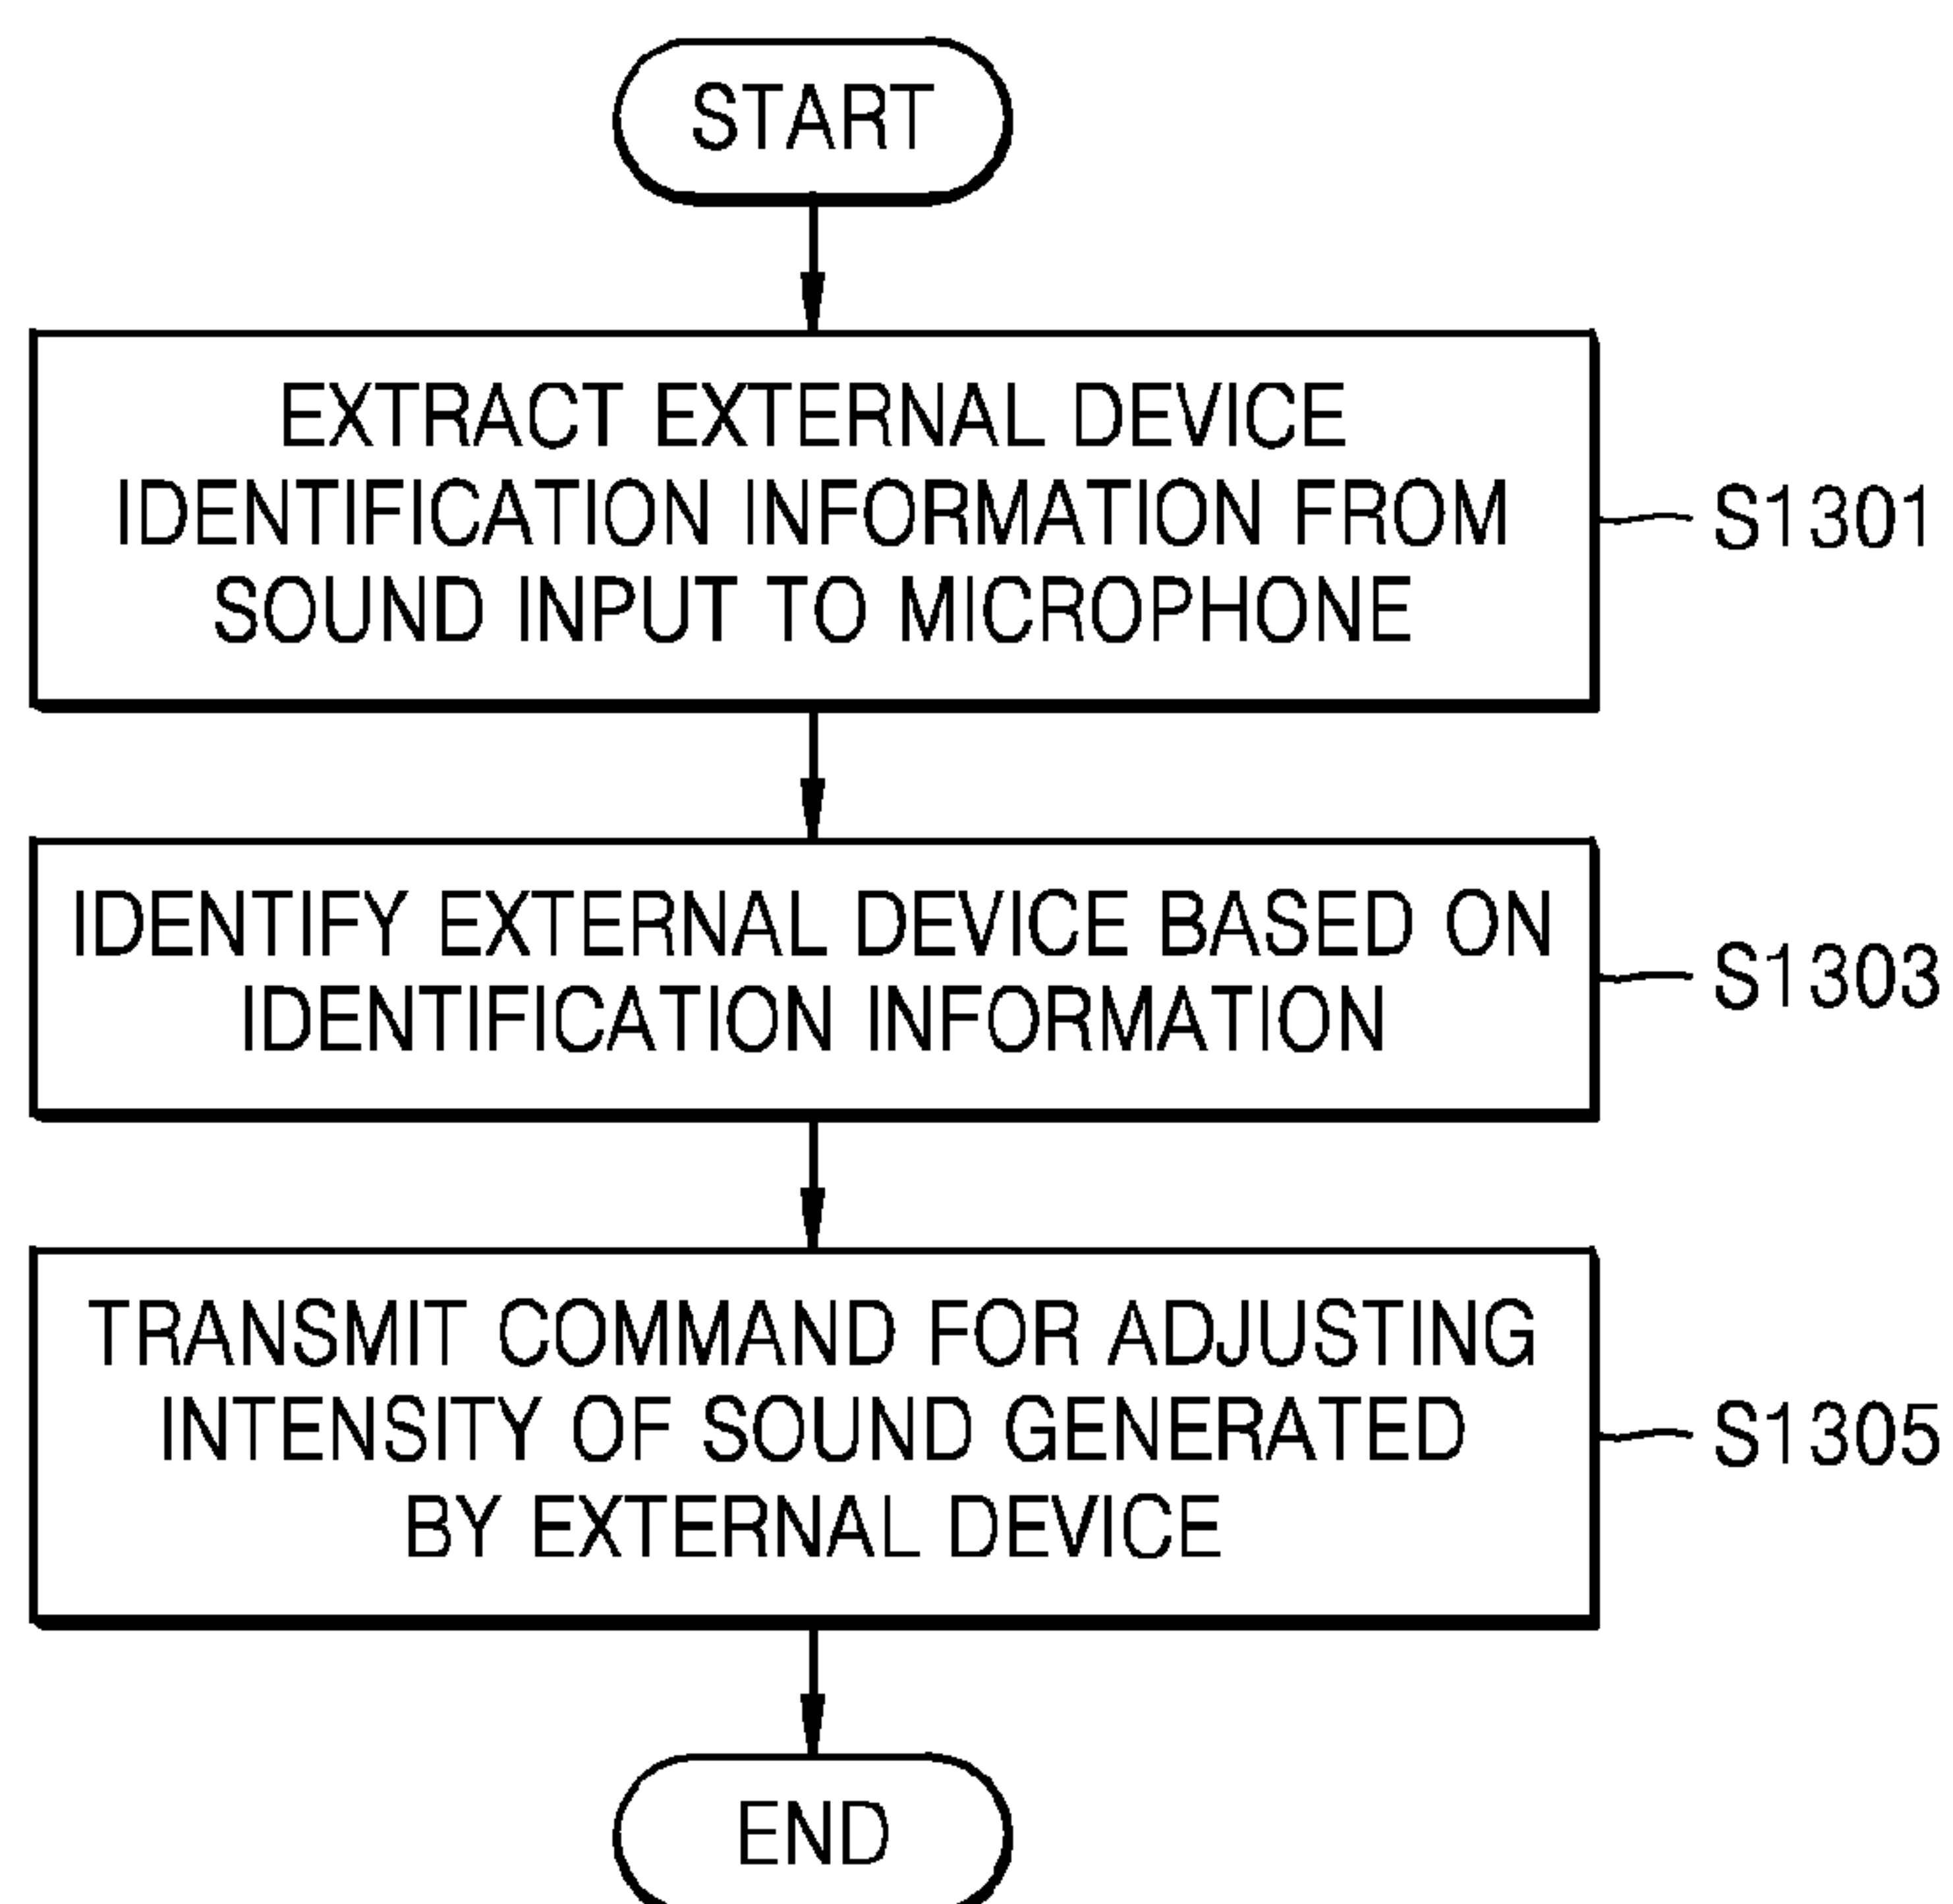 START
EXTRACT EXTERNAL DEVICE
IDENTIFICATION INFORMATION FROM
SOUND INPUT TO MICROPHONE
S1301
IDENTIFY EXTERNAL DEVICE BASED ON
IDENTIFICATION INFORMATION
S1303
TRANSMIT COMMAND FOR ADJUSTING
INTENSITY OF SOUND GENERATED
BY EXTERNAL DEVICE
S1305
END